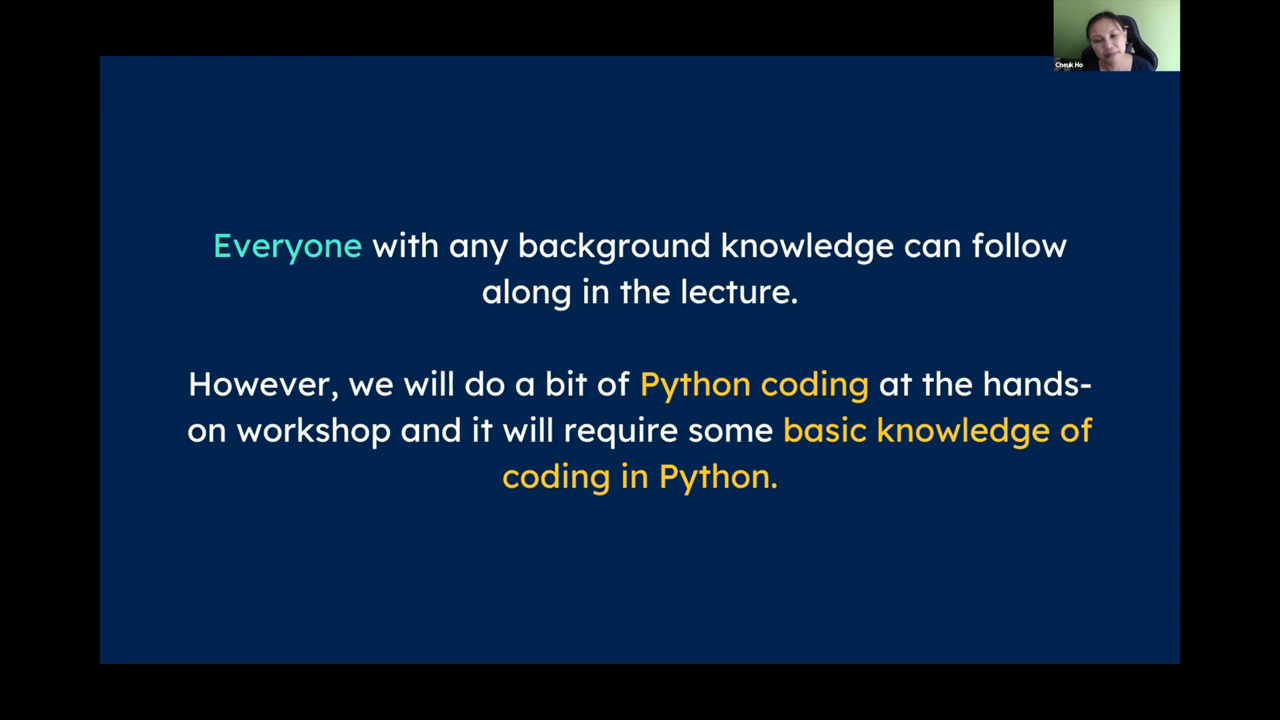 Cheuk Ho
Everyone with any background knowledge can follow
along in the lecture.
However, we will do a bit of Python coding at the hands-
on workshop and it will require some basic knowledge of
coding in Python.